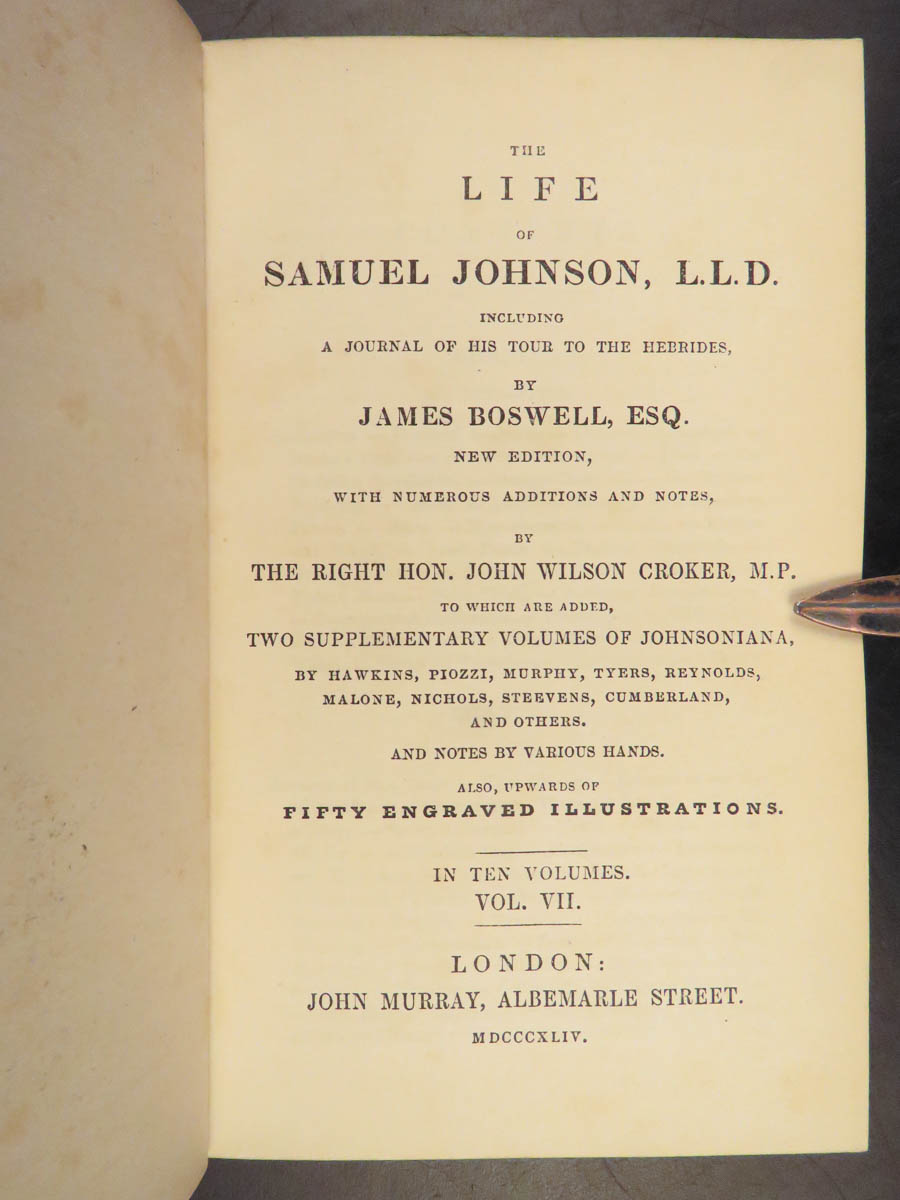 THE
LIFE
OF
SAMUEL JOHNSON, L.L.D.
INCLUDING
A JOURNAL OF HIS TOUR TO THE HEBRIDES,
BY
JAMES BOSWELL, ESQ.
NEW EDITION,
WITH NUMEROUS ADDITIONS AND NOTES,
BY
THE RIGHT HON. JOHN WILSON CROKER, M.P.
TO WHICH ARE ADDED,
TWO SUPPLEMENTARY VOLUMES OF JOHNSONIANA,
BY HAWKINS, PIOZZI, MURPHY, TYERS, REYNOLDS,
MALONE, NICHOLS, STEEVENS, CUMBERLAND,
AND OTHERS.
AND NOTES BY VARIOUS HANDS.
ALSO, UPWARDS OF
FIFTY ENGRAVED ILLUSTRATIONS.
IN TEN VOLUMES.
VOL. VII.
LONDON:
JOHN MURRAY, ALBEMARLE STREET.
MDCCCXLIV.